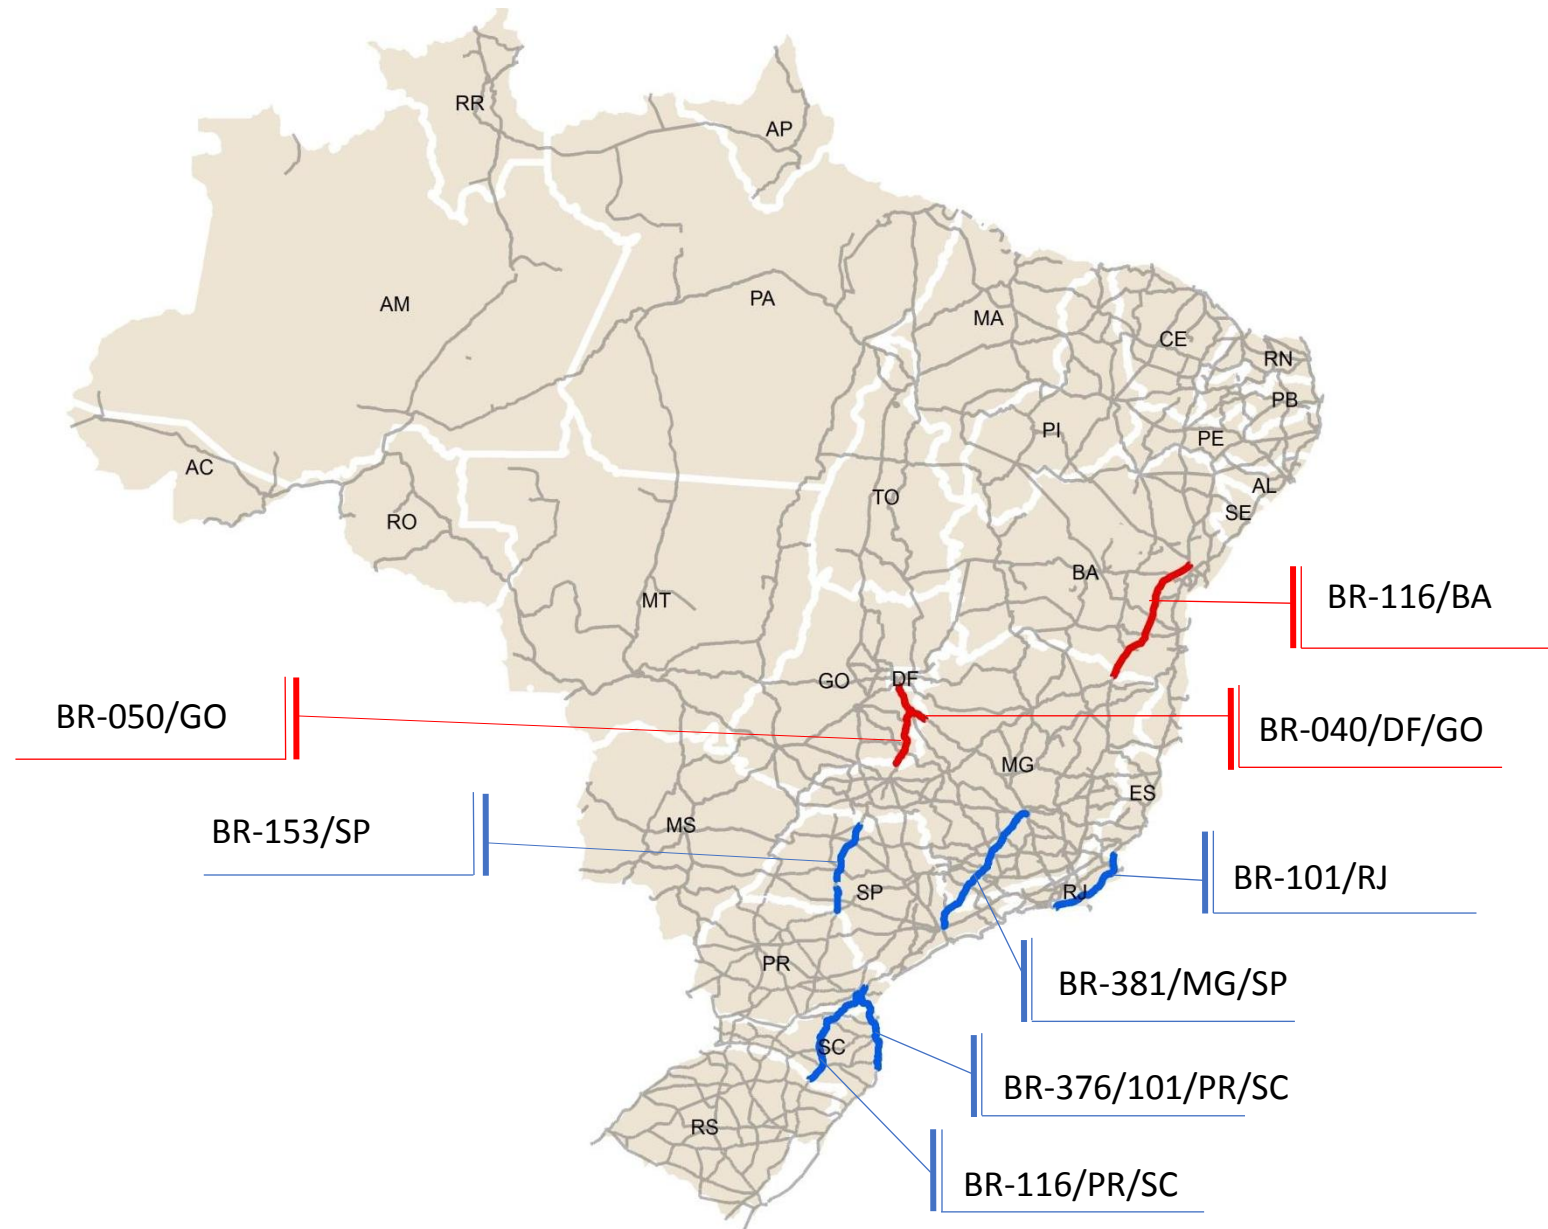 RR
AP
AM
PA
MA
CE
RN
PB
PI
PE
AC
AL
TO
SE
RO
BA
MT
BR-116/BA
GO
DF
BR-050/GO
BR-040/DF/GO
MG
ES
MS
BR-153/SP
BR-101/RJ
SP
RJ
PR
BR-381/MG/SP
SC
BR-376/101/PR/SC
RS
BR-116/PR/SC